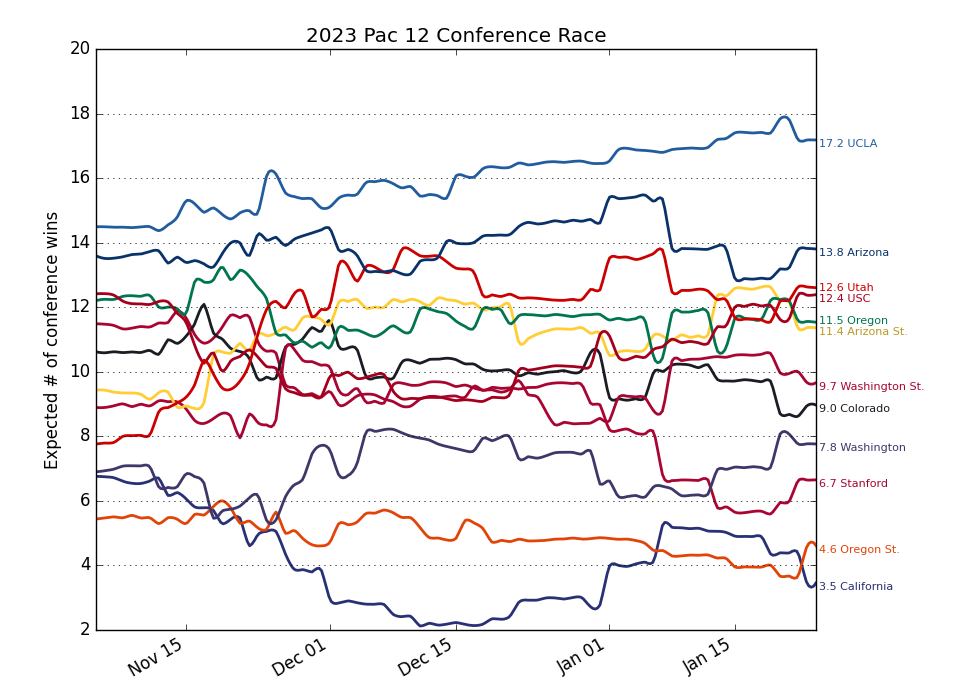 2023 Pac 12 Conference Race
Expected # of conference wins
20
18
16
14
12
10
8
6
4
2
17.2 UCLA
13.8 Arizona
12.6 Utah
12.4 USC
11.5 Oregon
11.4 Arizona St.
9.7 Washington St.
9.0 Colorado
7.8 Washington
6.7 Stanford
4.6 Oregon St.
3.5 California
Nov 15
Dec 01
Dec 15
Jan 01
Jan 15